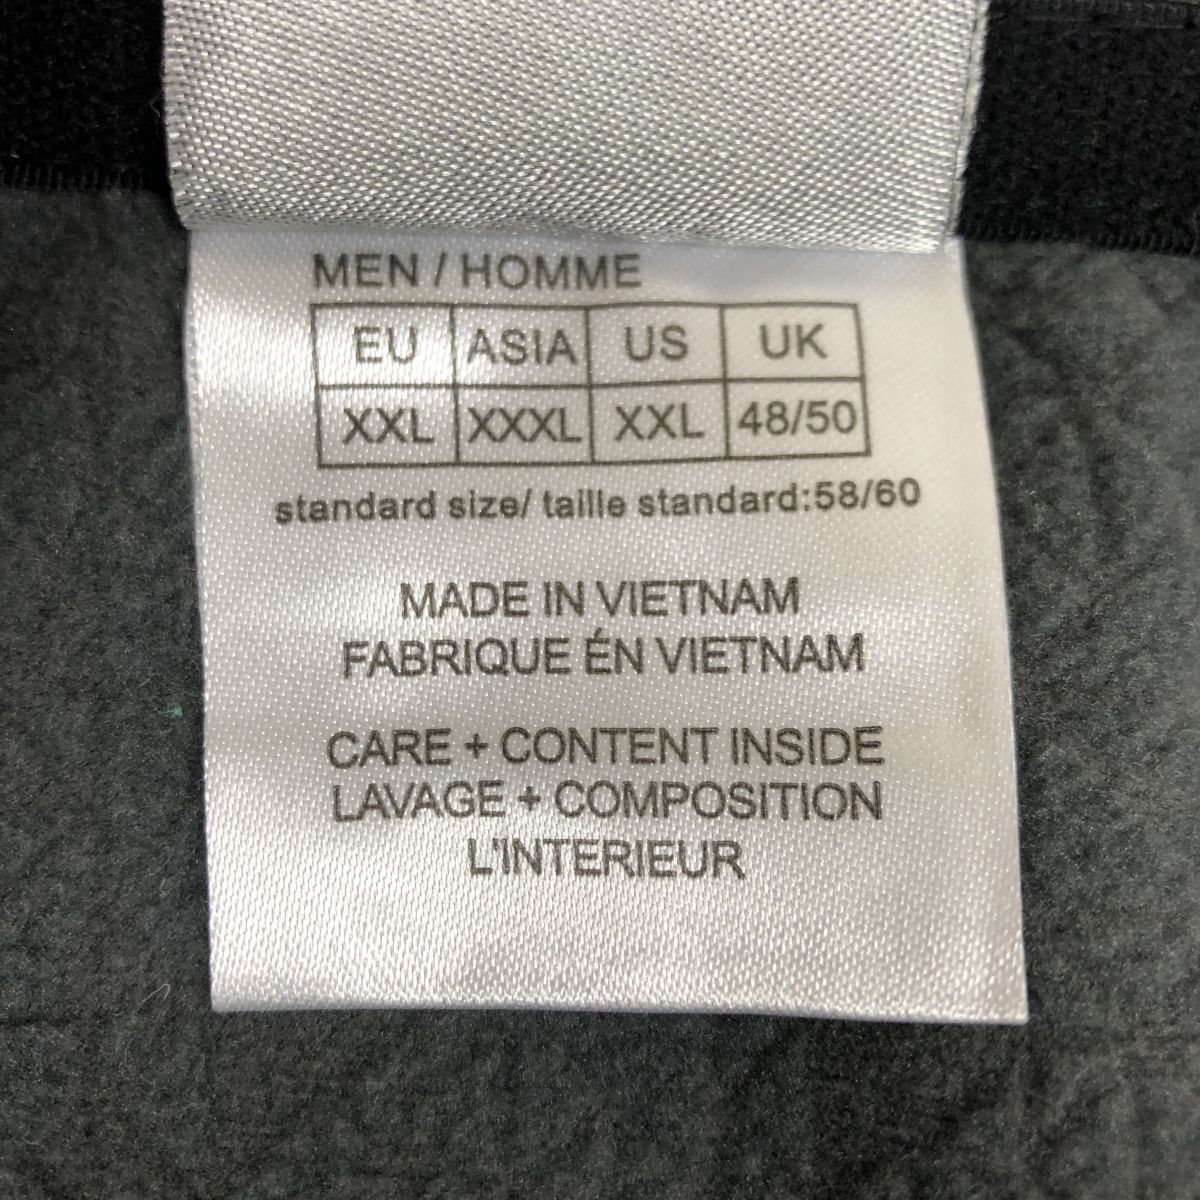 MEN / HOMME
EU ASIA US UK
XXL XXXL XXL 48/50
standard size/ taille standard:58/60
MADE IN VIETNAM
FABRIQUE ÉN VIETNAM
CARE + CONTENT INSIDE
LAVAGE + COMPOSITION
L'INTERIEUR